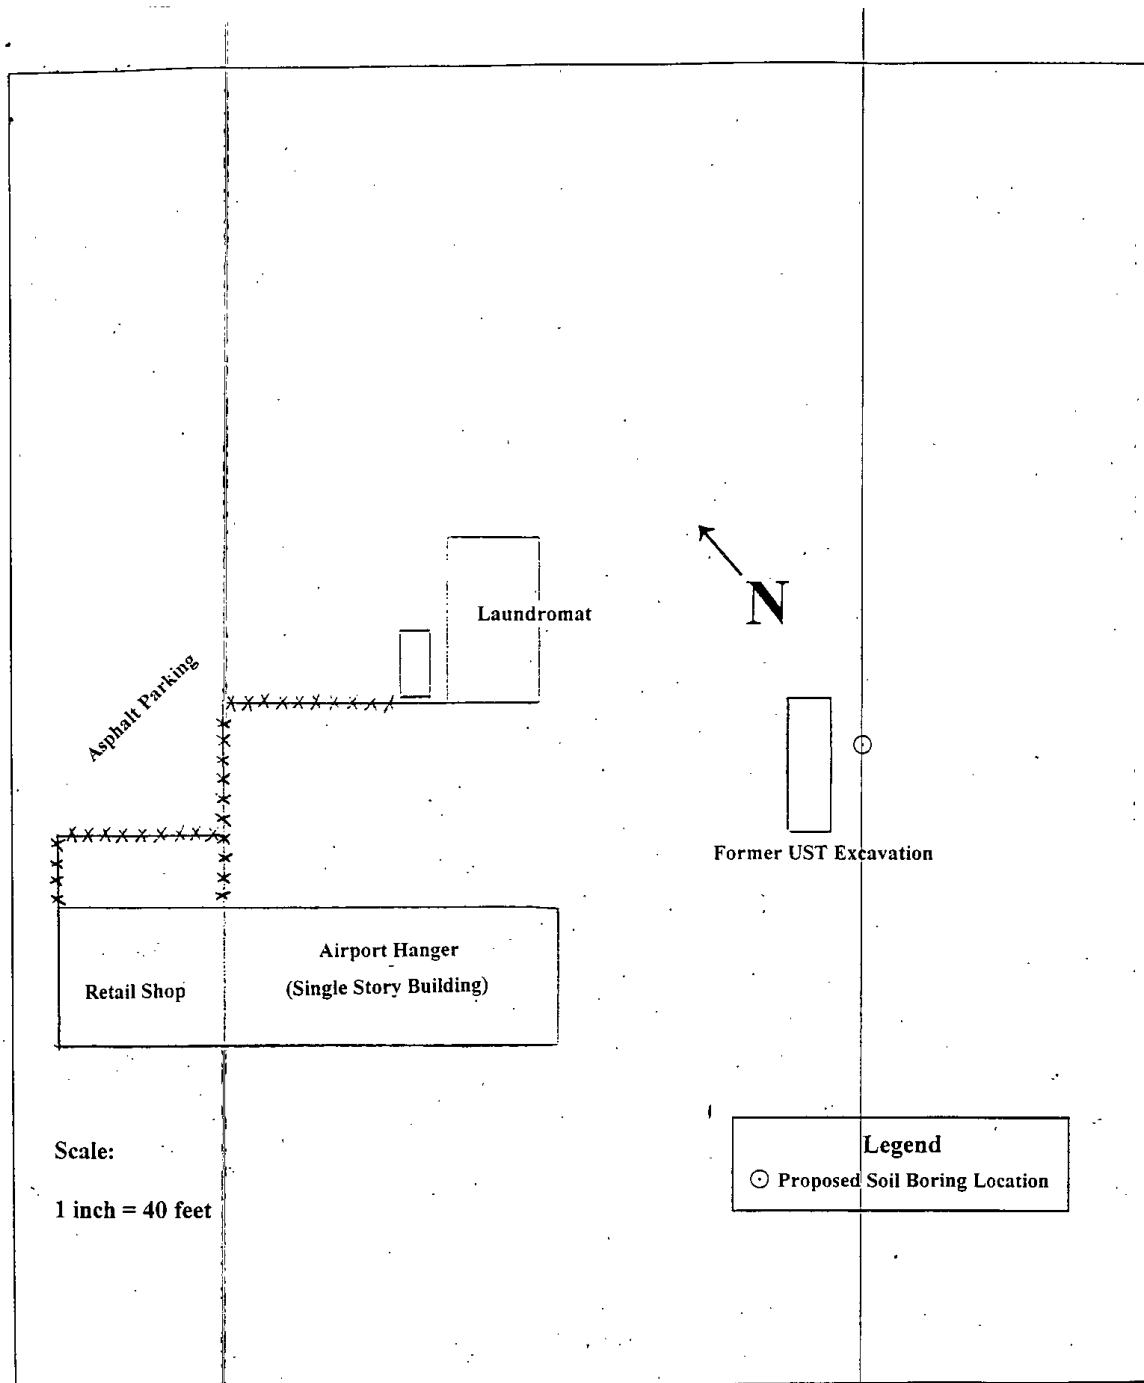 Laundromat
N
Asphalt Parking
Former UST Excavation
Airport Hanger
(Single Story Building)
Retail Shop
Scale:
1 inch = 40 feet
Legend
Proposed Soil Boring Location